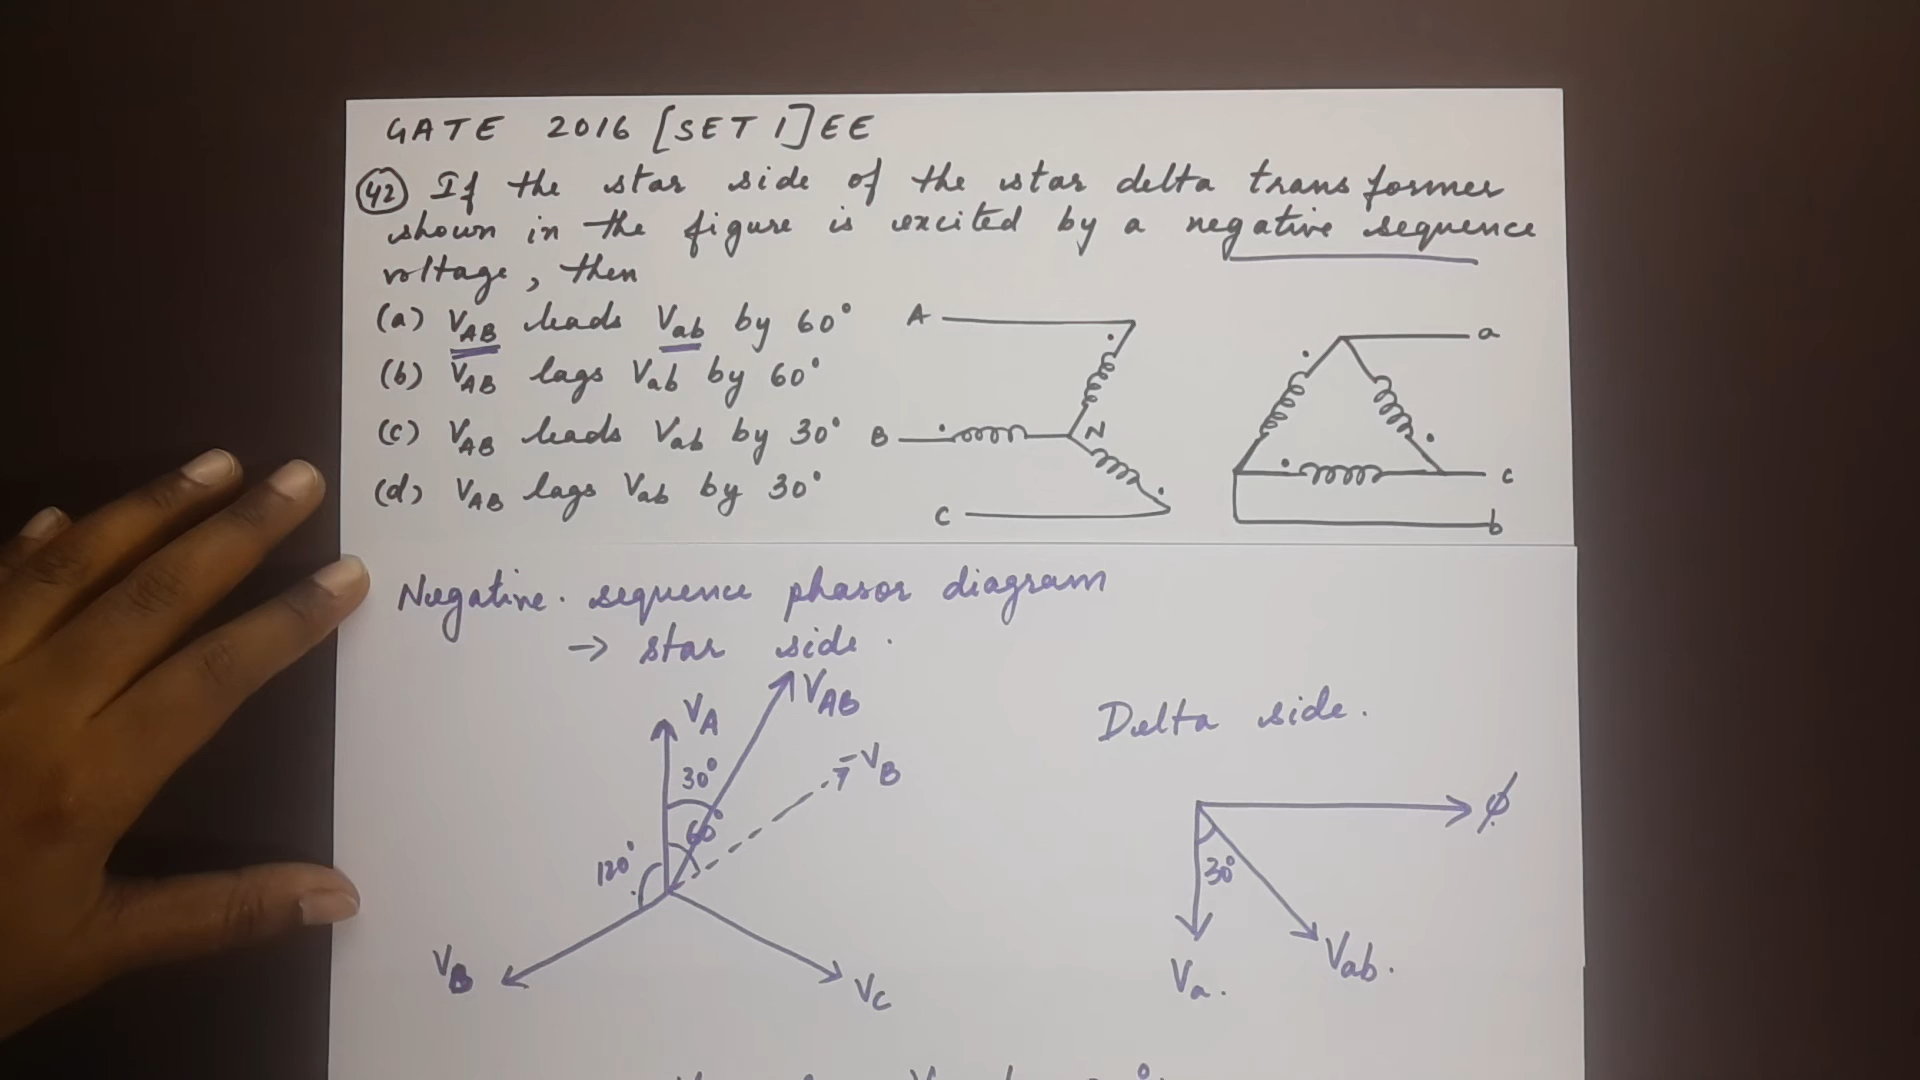 GATE 2016 [SET 1] EE
42 If the star side of the star delta transformer
shown in the figure is excited by a negative sequence
voltage, then
(a) VAB leads Vab by 60°
(b) VAB lags Vab by 60°
(c) VAB leads Vab by 30°
(d) VAB lags Vab by 30°
A
B
N
C
a
c
b
Negative. sequence phasor diagram
→ star side.
VA
VAB
30°
-VB
60°
120°
VB
VC
Delta side.
ϕ
30°
Va.
Vab.